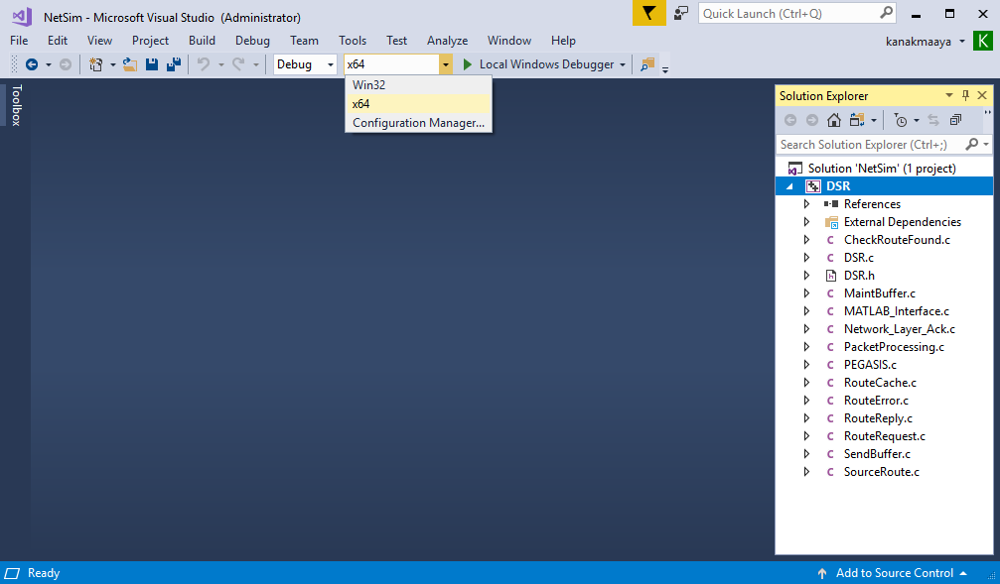 NetSim - Microsoft Visual Studio (Administrator)
Quick Launch (Ctrl+Q)
File Edit View Project Build Debug Team Tools Test Analyze Window Help
kanakmaaya
K
Debug
x64
Local Windows Debugger
Win32
x64
Configuration Manager...
Toolbox
Solution Explorer
Search Solution Explorer (Ctrl+;)
Solution 'NetSim' (1 project)
DSR
References
External Dependencies
C CheckRouteFound.c
C DSR.c
h DSR.h
C MaintBuffer.c
C MATLAB_Interface.c
C Network_Layer_Ack.c
C PacketProcessing.c
C PEGASIS.c
C RouteCache.c
C RouteError.c
C RouteReply.c
C RouteRequest.c
C SendBuffer.c
C SourceRoute.c
Ready
Add to Source Control